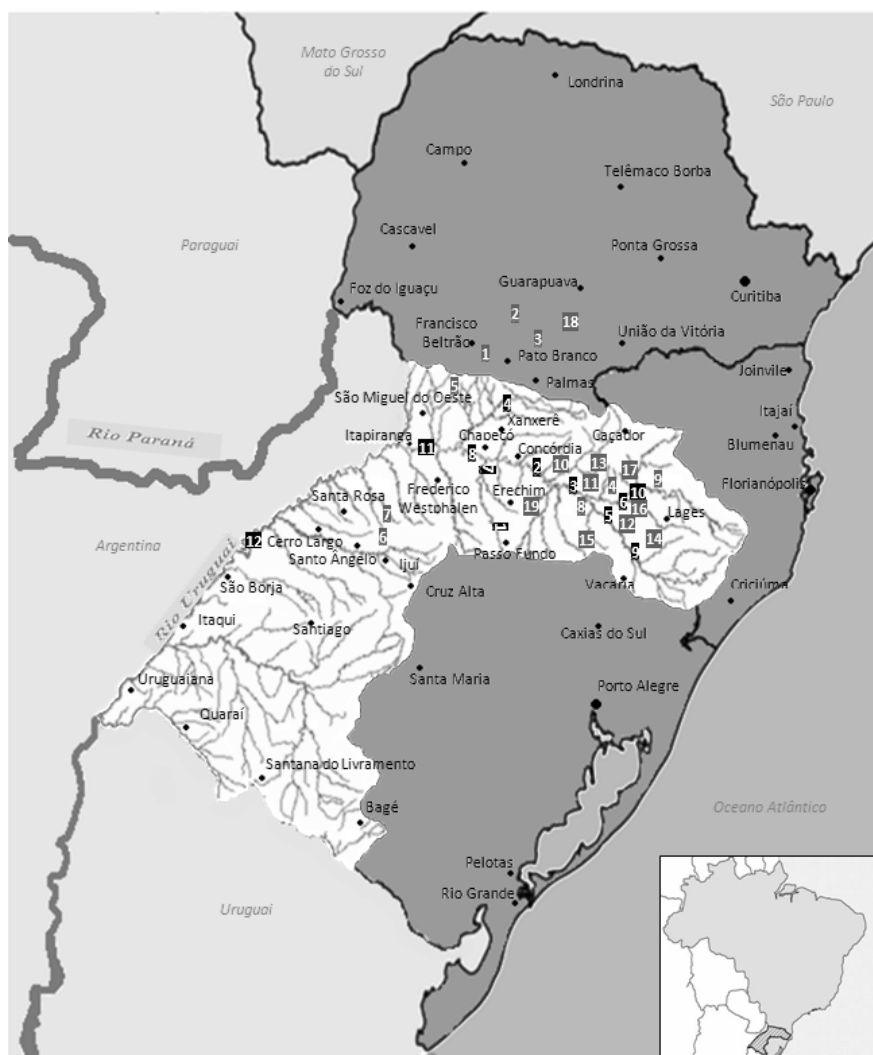 Mato Grosso
do Sul
Londrina
São Paulo
Campo
Telêmaco Borba
Cascavel
Paraguai
Ponta Grossa
Guarapuava
Curitiba
Foz do Iguaçu
2
18
Francisco
Beltrão
3
União da Vitória
1
Pato Branco
Joinvile
5
Palmas
São Miguel do Oeste
4
Itajaí
Xanxerê
Itapiranga
Chapecó
Caçador
Blumenau
11
8
Concórdia
2
10
13
17
9
Florianópolis
Rio Paraná
Frederico
Westphalen
Erechim
3
11
4
10
Santa Rosa
19
8
6
16
5
Lages
7
12
Argentina
12
Cerro Largo
6
Santo Ângelo
Passo Fundo
15
14
9
Rio Uruguai
Ijuí
São Borja
Cruz Alta
Vacaria
Criciúma
Itaqui
Santiago
Caxias do Sul
Santa Maria
Uruguaiana
Porto Alegre
Quaraí
Santana do Livramento
Bagé
Oceano Atlântico
Pelotas
Rio Grande
Uruguai